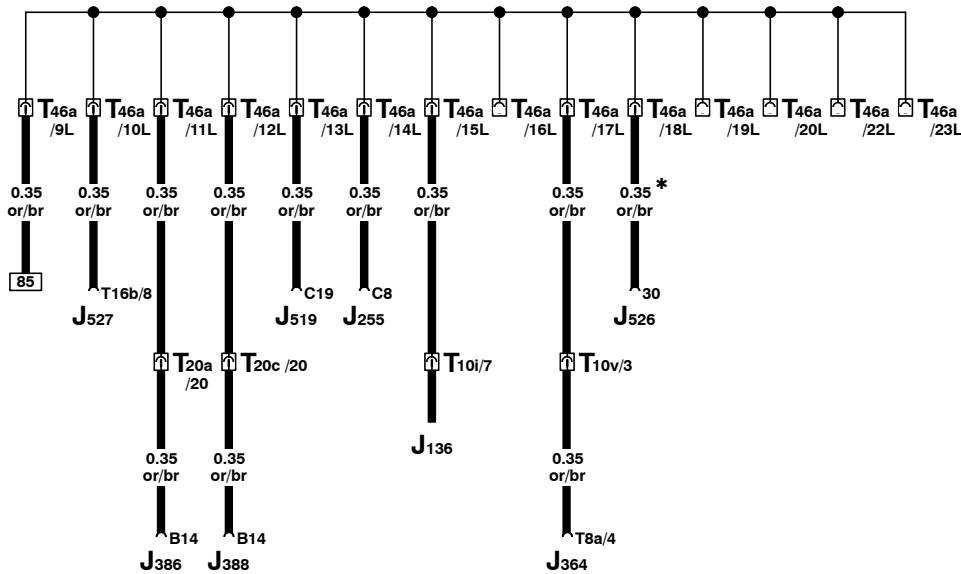 T46a T46a T46a T46a T46a T46a T46a T46a T46a T46a T46a T46a T46a T46a
/9L /10L /11L /12L /13L /14L /15L /16L /17L /18L /19L /20L /22L /23L
0.35 0.35 0.35 0.35 0.35 0.35 0.35 0.35 0.35 *
or/br or/br or/br or/br or/br or/br or/br or/br or/br
85
T16b/8 C19 C8 30
J527 J519 J255 J526
T20a T20c /20 T10i/7 T10v/3
/20
J136
0.35 0.35 0.35
or/br or/br or/br
B14 B14 T8a/4
J386 J388 J364